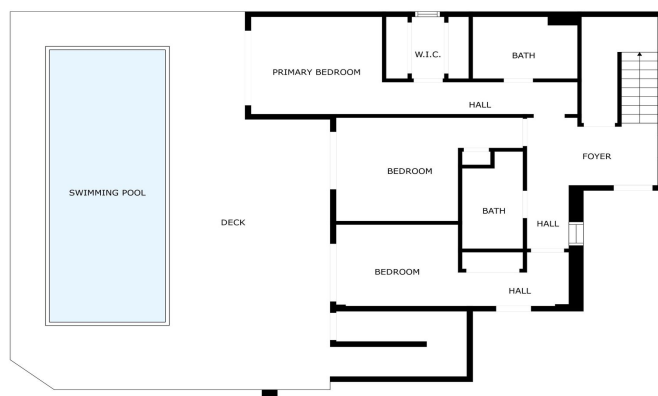 W.I.C.
BATH
PRIMARY BEDROOM
HALL
FOYER
BEDROOM
SWIMMING POOL
BATH
DECK
HALL
BEDROOM
HALL